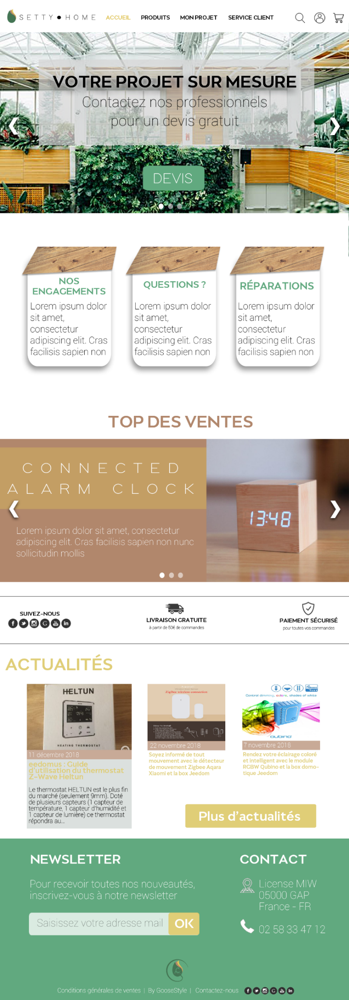 SETTY●HOME
ACCUEIL PRODUITS MON PROJET SERVICE CLIENT
VOTRE PROJET SUR MESURE
Contactez nos professionnels
pour un devis gratuit
DEVIS
NOS
ENGAGEMENTS
Lorem ipsum dolor
sit amet,
consectetur
adipiscing elit. Cras
facilisis sapien non
QUESTIONS ?
Lorem ipsum dolor
sit amet,
consectetur
adipiscing elit. Cras
facilisis sapien non
RÉPARATIONS
Lorem ipsum dolor
sit amet,
consectetur
adipiscing elit. Cras
facilisis sapien non
TOP DES VENTES
CONNECTED
ALARM CLOCK
Lorem ipsum dolor sit amet, consectetur
adipiscing elit. Cras facilisis sapien non nunc
sollicitudin mollis
13:48
SUIVEZ-NOUS
LIVRAISON GRATUITE
à partir de 50€ de commandes
PAIEMENT SÉCURISÉ
pour toutes vos commandes
ACTUALITÉS
HELTUN
HEATING THERMOSTAT
11 décembre 2018
eedomus : Guide
d'utilisation du thermostat
Z-Wave Heltun
Le thermostat HELTUN est le plus fin
du marché (seulement 9mm). Doté
de plusieurs capteurs (1 capteur de
température, 1 capteur d'humidité et
1 capteur de lumière) ce thermostat
répondra au...
ZigBee wireless connection
How to Install
22 novembre 2018
Soyez informé de tout
mouvement avec le détecteur
de mouvement Zigbee Aqara
Xiaomi et la box Jeedom
Control dimming, colors, shades of white
QUBINO
7 novembre 2018
Rendez votre éclairage coloré
et intelligent avec le module
RGBW Qubino et la box domo-
tique Jeedom
Plus d'actualités
NEWSLETTER
Pour recevoir toutes nos nouveautés,
inscrivez-vous à notre newsletter
Saisissez votre adresse mail OK
CONTACT
License MIW
05000 GAP
France - FR
02 58 33 47 12
Conditions générales de ventes | By GooseStyle | Contactez-nous